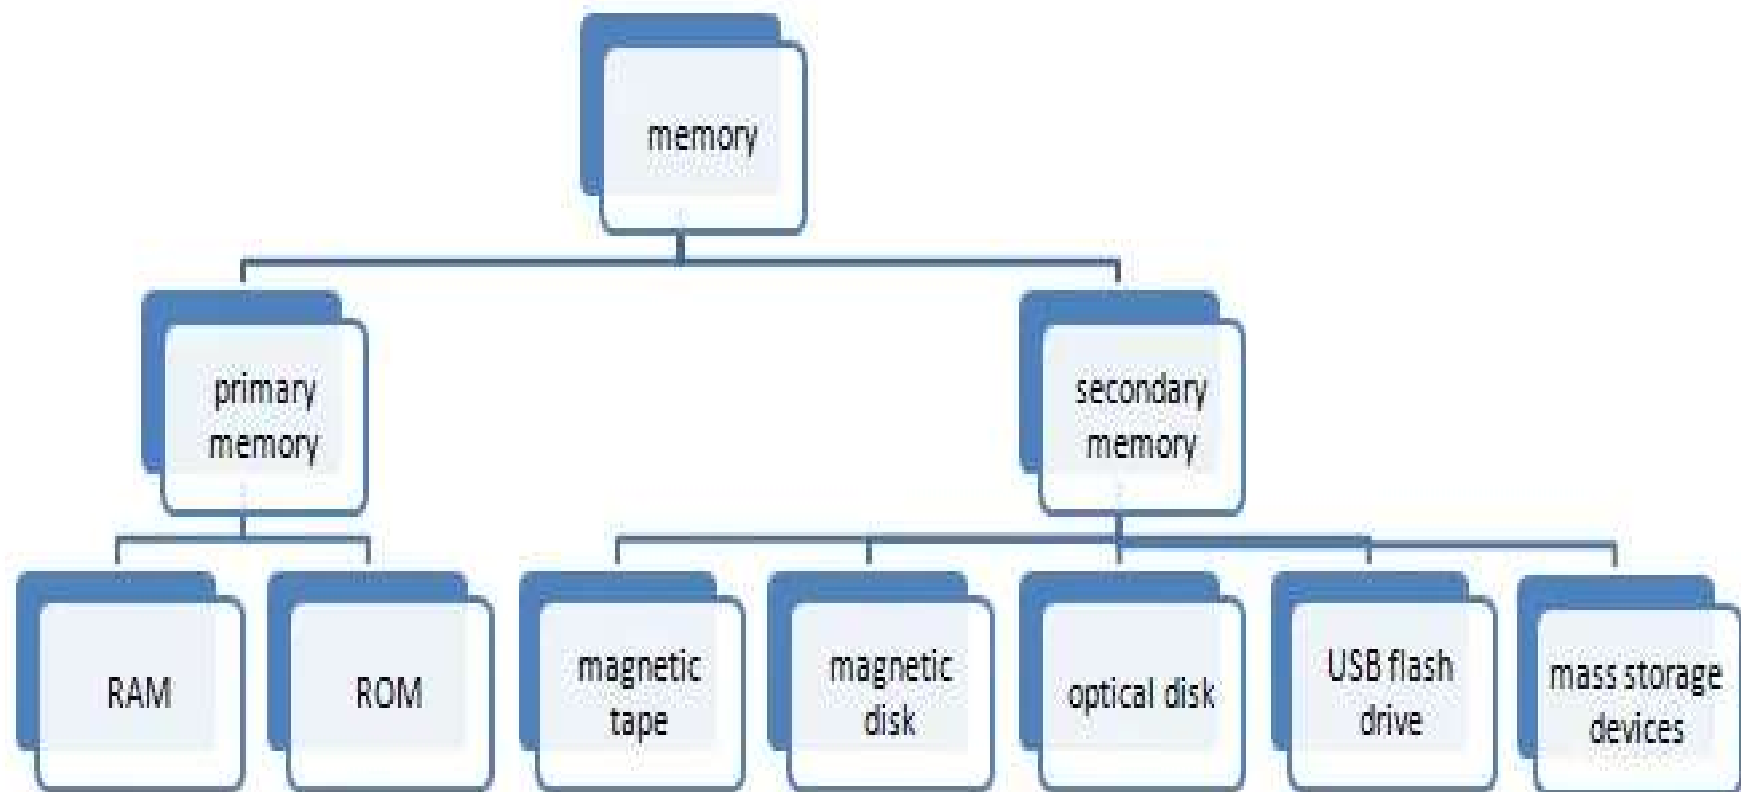 memory
primary
memory
secondary
memory
RAM
ROM
magnetic
tape
magnetic
disk
optical disk
USB flash
drive
mass storage
devices